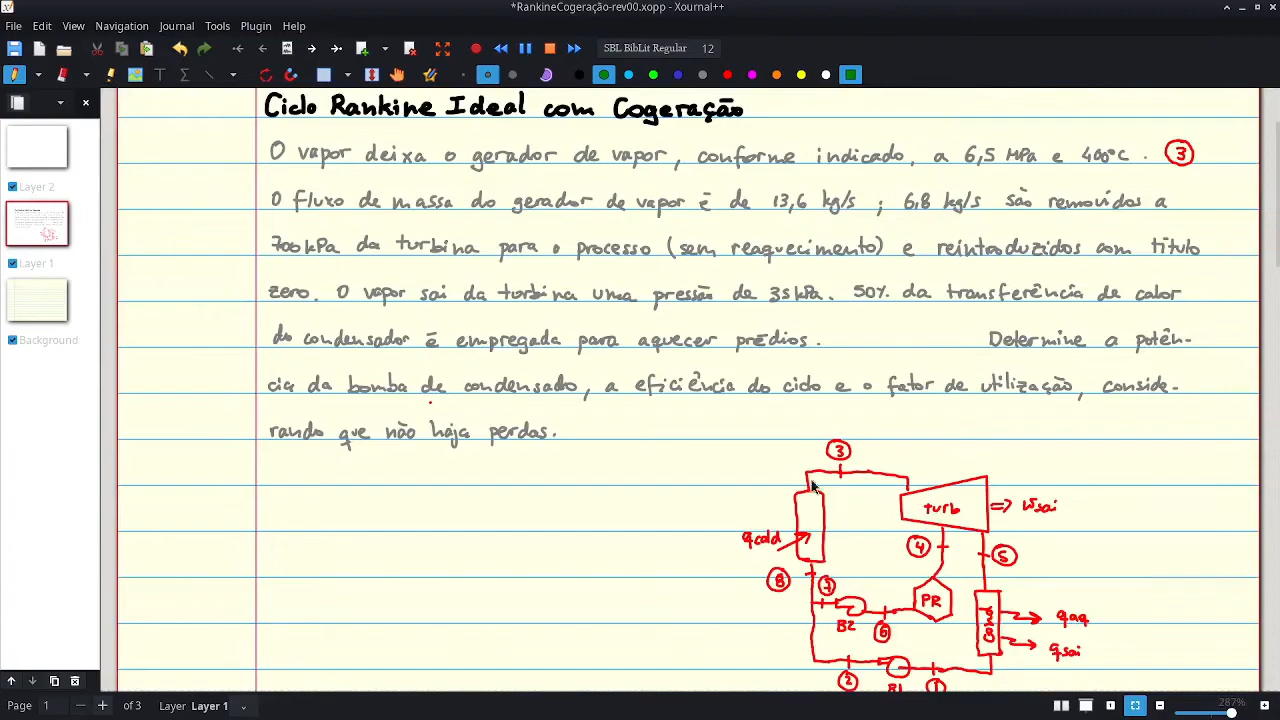 *RankineCogeração-rev00.xopp - Xournal++
File Edit View Navigation Journal Tools Plugin Help
SBL BibLit Regular 12
Ciclo Rankine Ideal com Cogeração
O vapor deixa o gerador de vapor, conforme indicado, a 6,5 MPa e 400°C. 3
O fluxo de massa do gerador de vapor é de 13,6 kg/s ; 6,8 kg/s são removidos a
700kPa da turbina para o processo (sem reaquecimento) e reintroduzidos com título
zero. O vapor sai da turbina uma pressão de 35kPa. 50% da transferência de calor
do condensador é empregada para aquecer prédios. Determine a potên-
cia da bomba de condensado, a eficiência do ciclo e o fator de utilização, conside-
rando que não haja perdas.
3
turb => Wsai
qcald
4 5
8 7
PR
B2 6
cond
qaq
qsai
2 B1 1
Layer 2
Layer 1
Background
Page 1 of 3 Layer Layer 1 287%